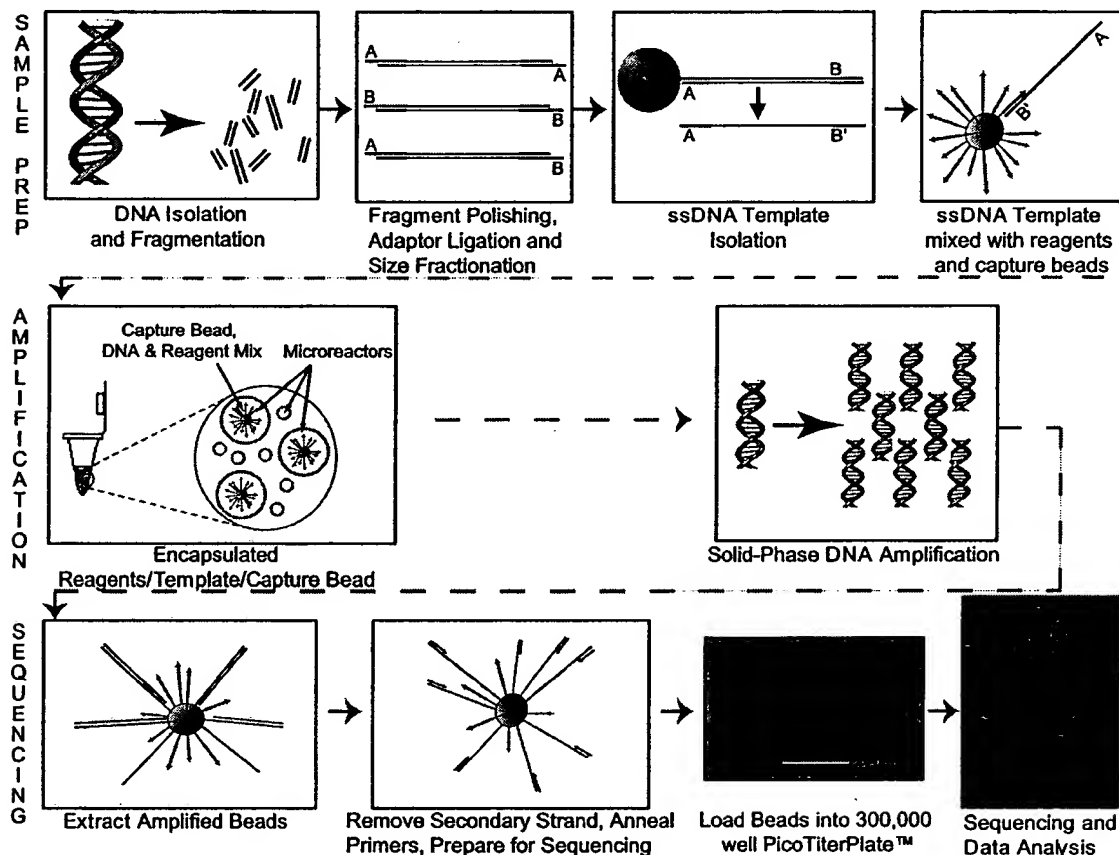 SAMPLE PREP
DNA Isolation
and Fragmentation
A
A
B
B
A
B
Fragment Polishing,
Adaptor Ligation and
Size Fractionation
B
A
A
B'
ssDNA Template
Isolation
A
B'
ssDNA Template
mixed with reagents
and capture beads
AMPLIFICATION
Capture Bead,
DNA & Reagent Mix
Microreactors
Encapsulated
Reagents/Template/Capture Bead
Solid-Phase DNA Amplification
SEQUENCING
Extract Amplified Beads
Remove Secondary Strand, Anneal
Primers, Prepare for Sequencing
Load Beads into 300,000
well PicoTiterPlate™
Sequencing and
Data Analysis